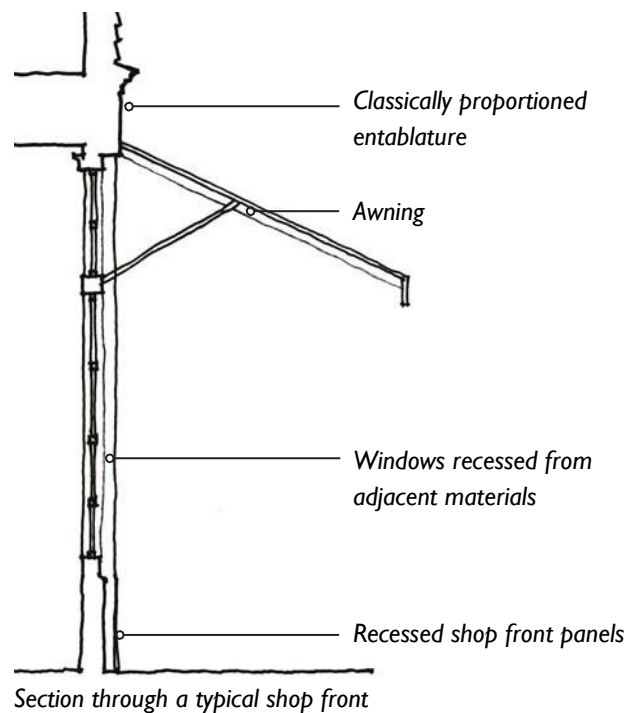 Classically proportioned
entablature
Awning
Windows recessed from
adjacent materials
Recessed shop front panels
Section through a typical shop front